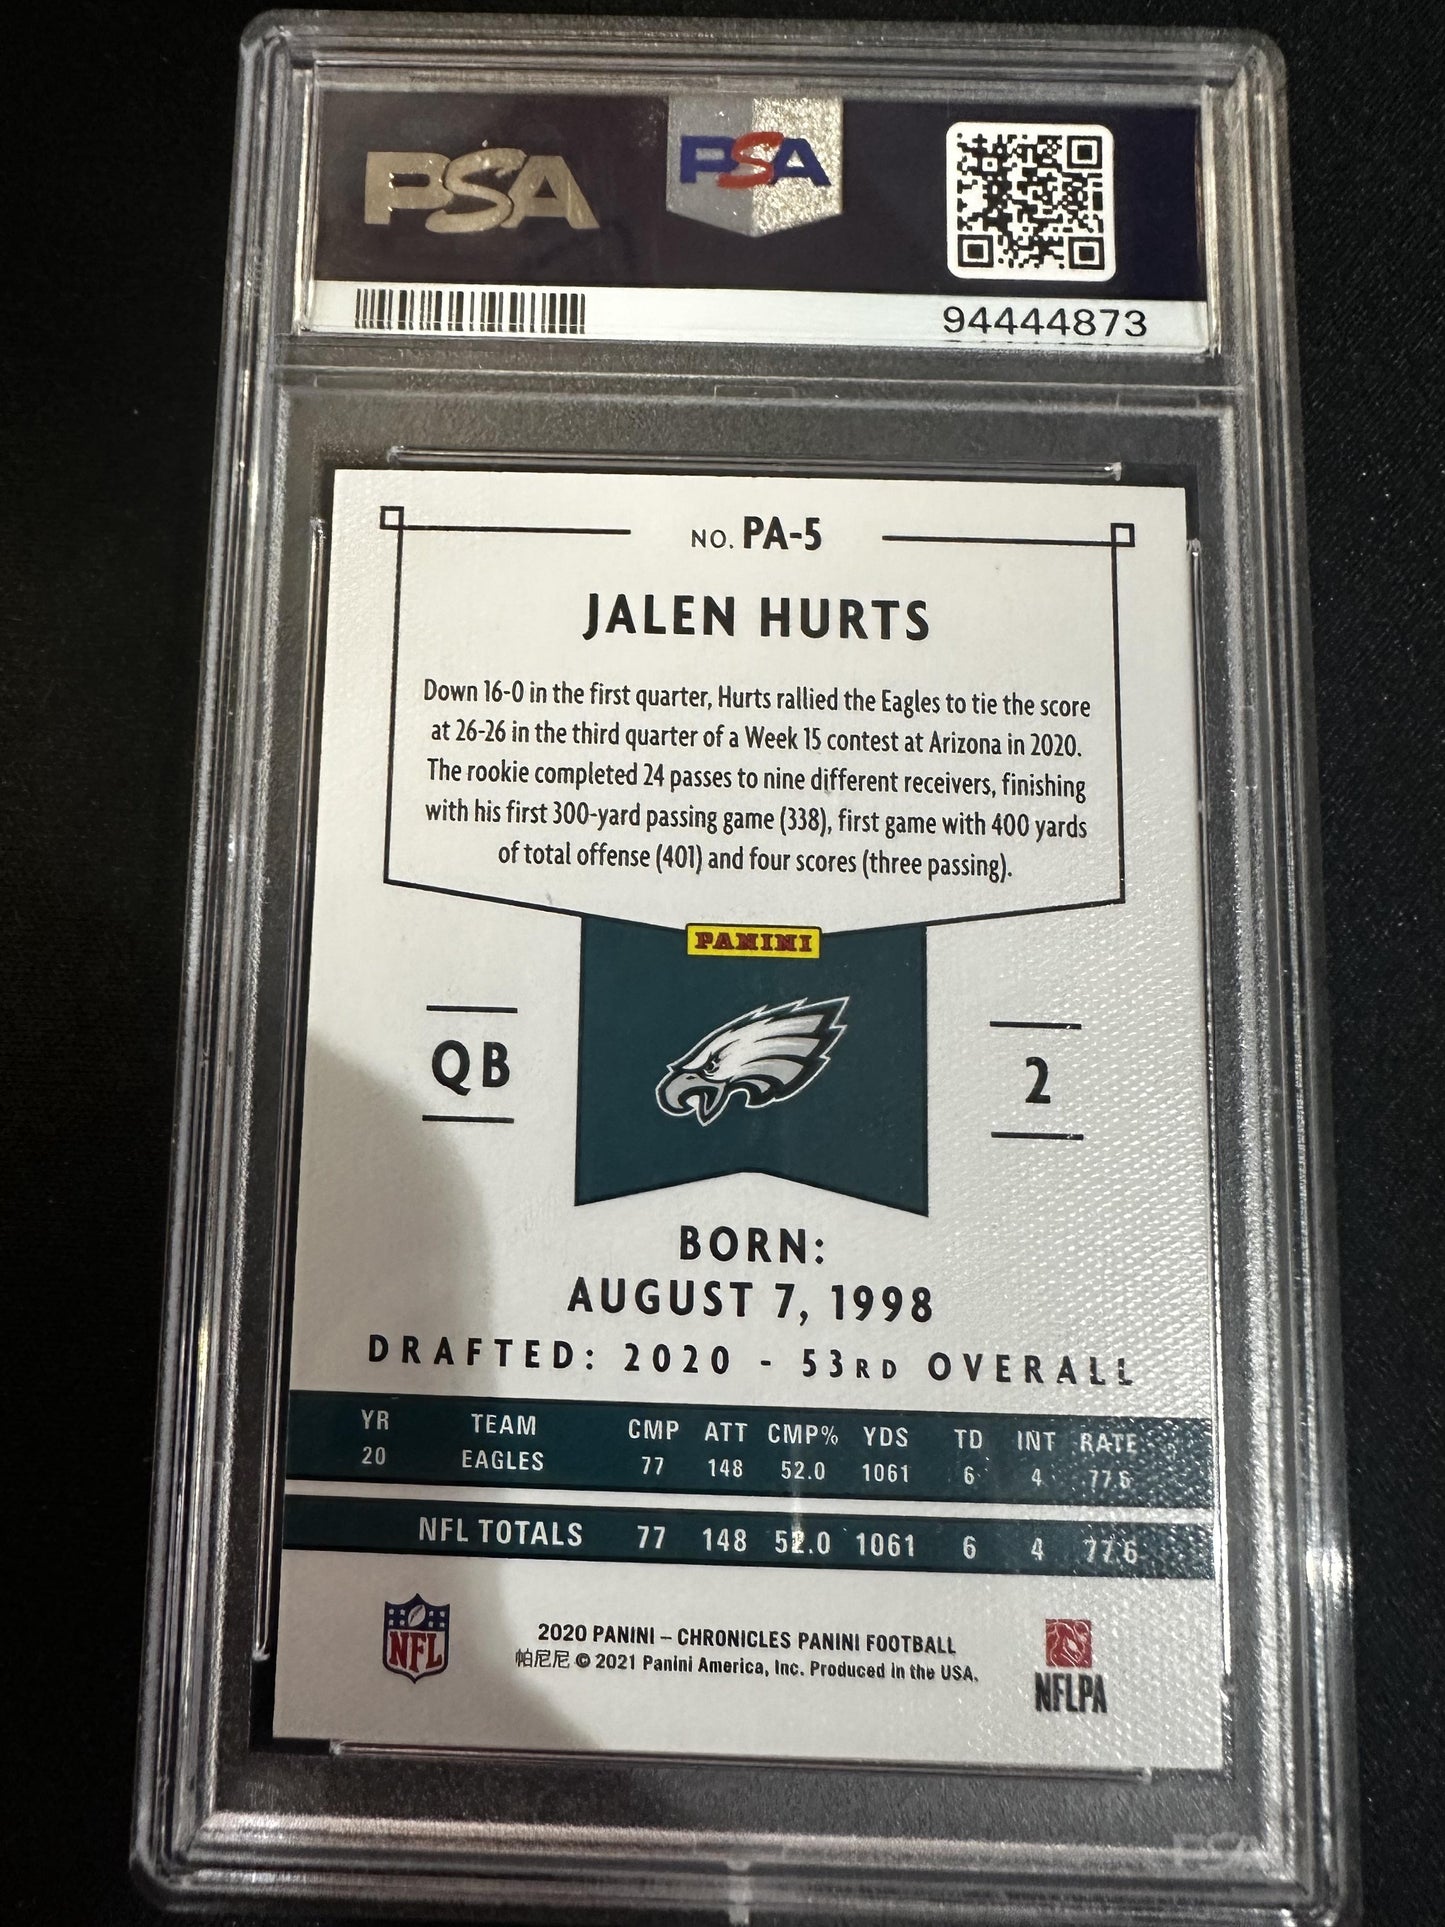 PSA
PSA
94444873
NO. PA-5
JALEN HURTS
Down 16-0 in the first quarter, Hurts rallied the Eagles to tie the score
at 26-26 in the third quarter of a Week 15 contest at Arizona in 2020.
The rookie completed 24 passes to nine different receivers, finishing
with his first 300-yard passing game (338), first game with 400 yards
of total offense (401) and four scores (three passing).
PANINI
QB
2
BORN:
AUGUST 7, 1998
DRAFTED: 2020 - 53RD OVERALL
YR TEAM CMP ATT CMP% YDS TD INT RATE
20 EAGLES 77 148 52.0 1061 6 4 77.6
NFL TOTALS 77 148 52.0 1061 6 4 77.6
NFL
2020 PANINI – CHRONICLES PANINI FOOTBALL
帕尼尼 © 2021 Panini America, Inc. Produced in the USA.
NFLPA
PSA